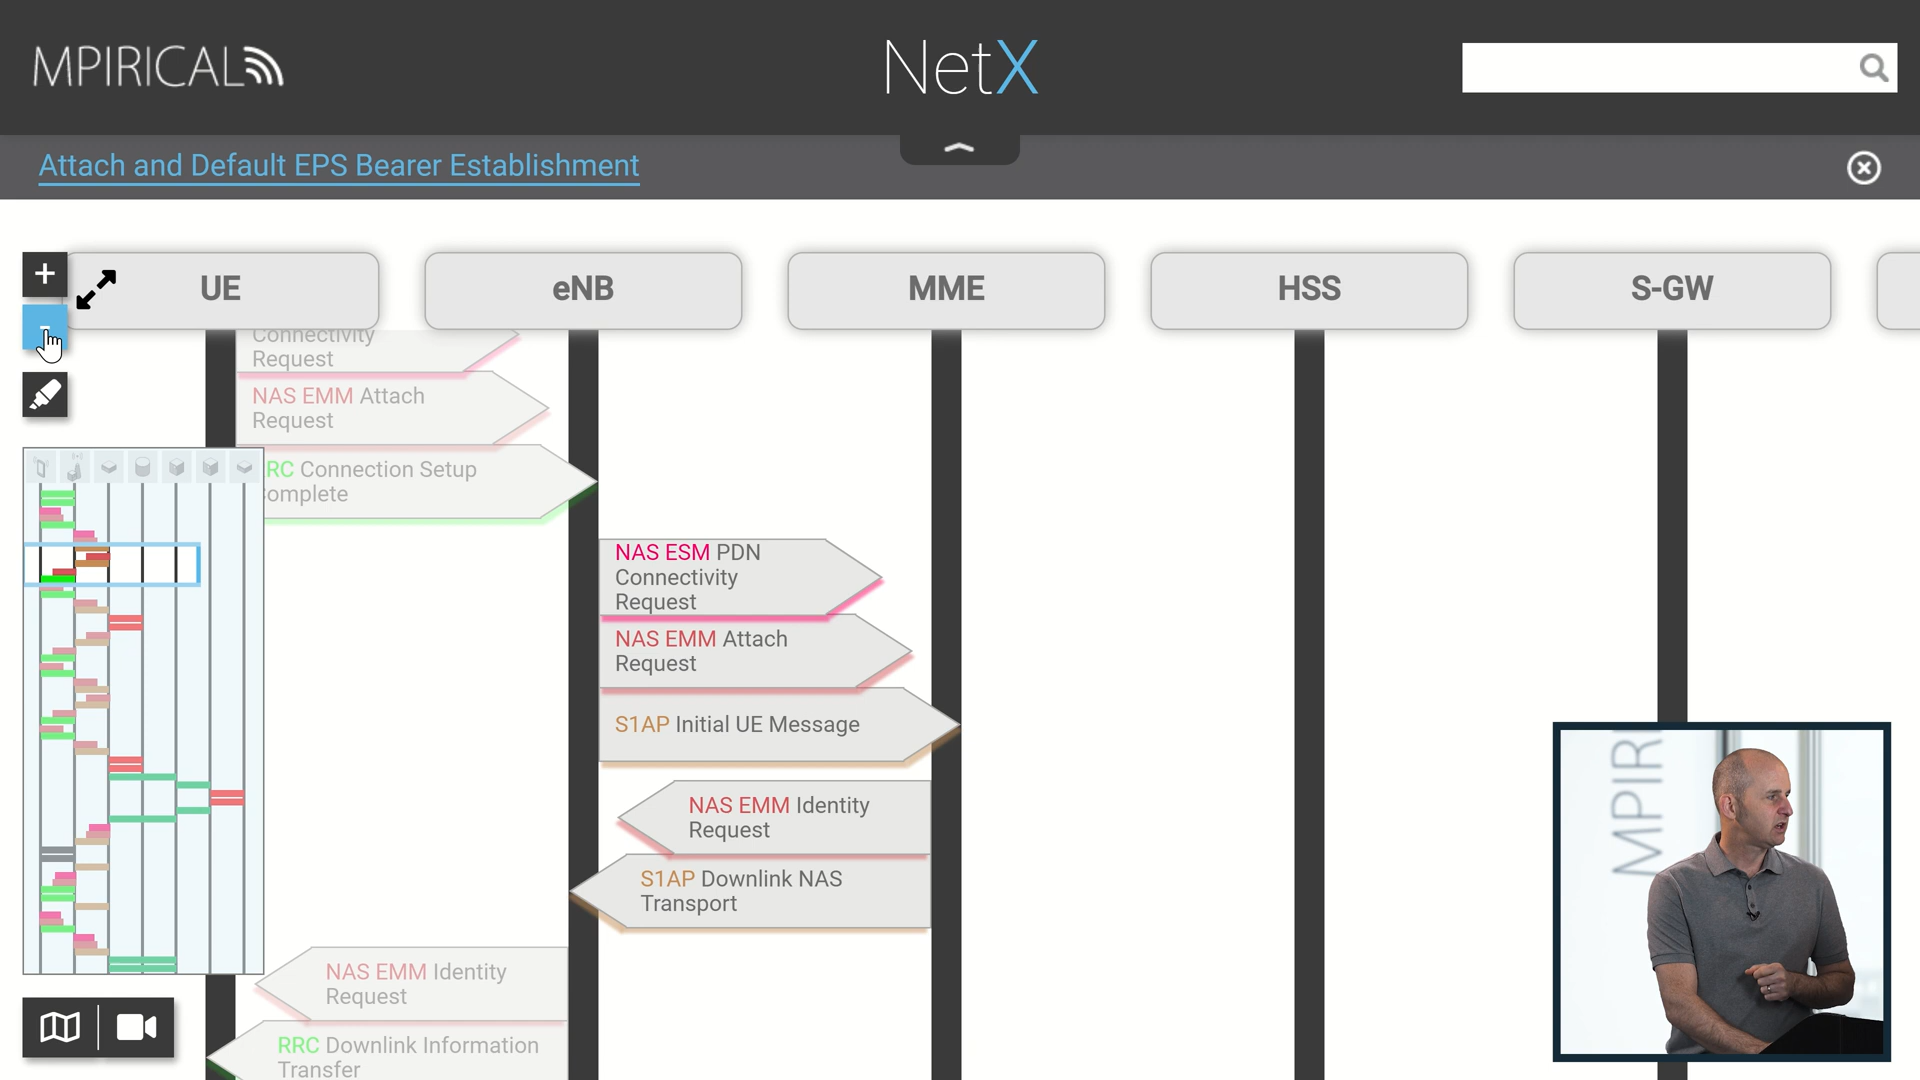 MPIRICAL
NetX
Attach and Default EPS Bearer Establishment
+
-
UE
eNB
MME
HSS
S-GW
Connectivity
Request
NAS EMM Attach
Request
RC Connection Setup
omplete
NAS ESM PDN
Connectivity
Request
NAS EMM Attach
Request
S1AP Initial UE Message
NAS EMM Identity
Request
S1AP Downlink NAS
Transport
NAS EMM Identity
Request
RRC Downlink Information
Transfer
MPIRI